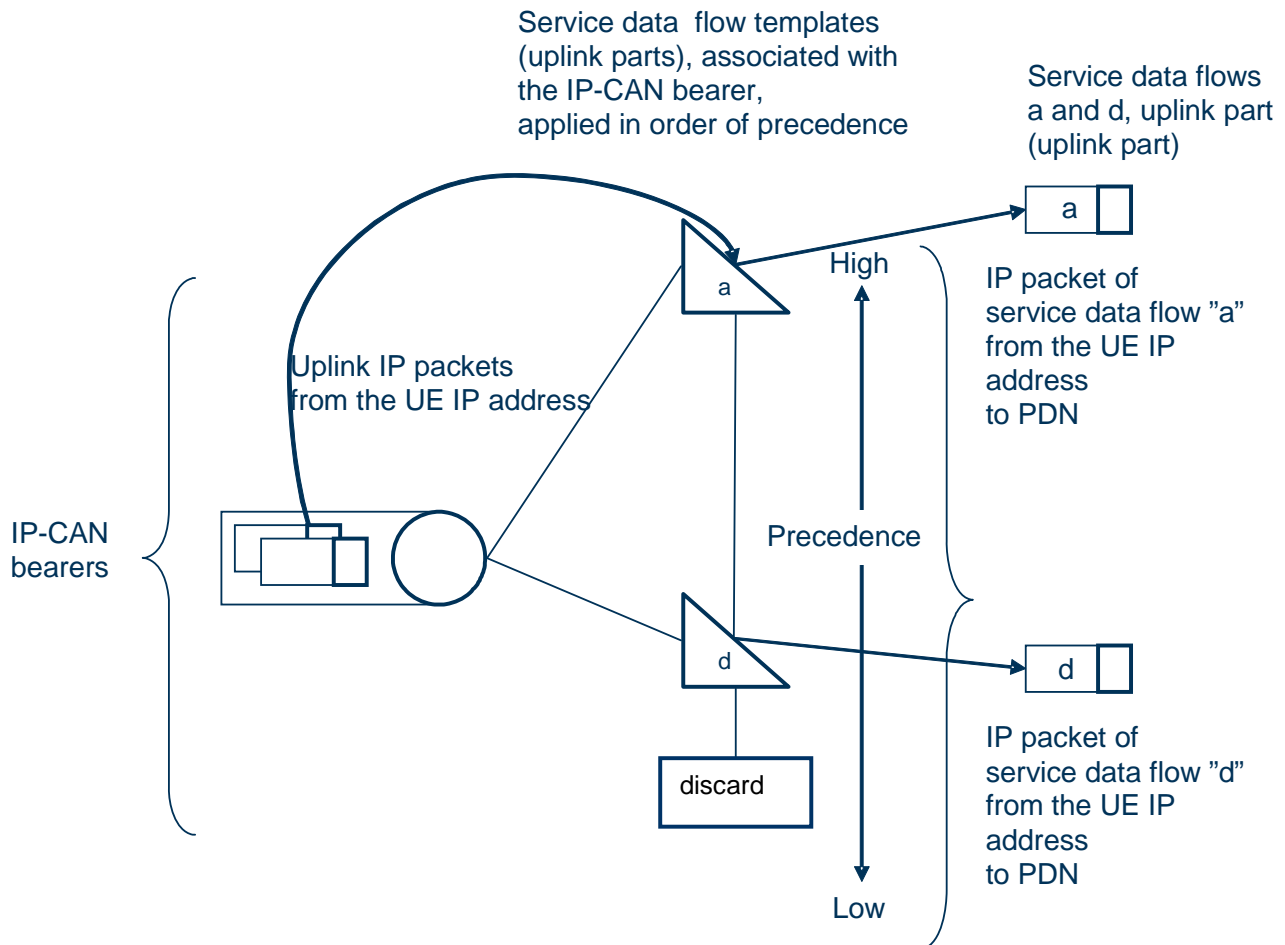 Service data flow templates
(uplink parts), associated with
the IP-CAN bearer,
applied in order of precedence
Service data flows
a and d, uplink part
(uplink part)
a
a
High
IP packet of
service data flow ”a”
from the UE IP
address
to PDN
Uplink IP packets
from the UE IP address
IP-CAN
bearers
Precedence
d
d
discard
IP packet of
service data flow ”d”
from the UE IP
address
to PDN
Low